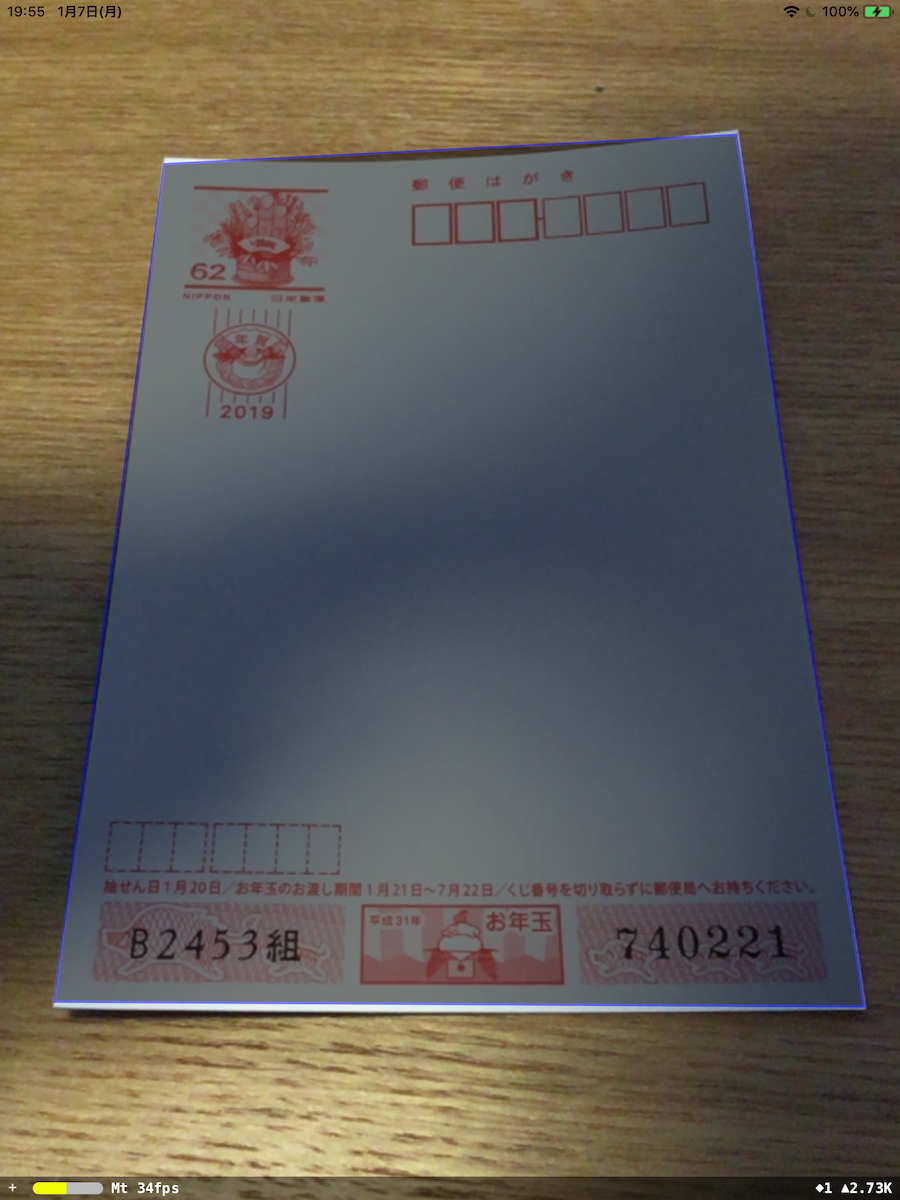 19:55 1月7日(月) 100%
郵便はがき
62
NIPPON 日本郵便
年賀
2019
抽せん日1月20日/お年玉のお渡し期間1月21日~7月22日/くじ番号を切り取らずに郵便局へお持ちください。
平成31年 お年玉
B2453組 740221
+ Mt 34fps ◆1 ▲2.73K